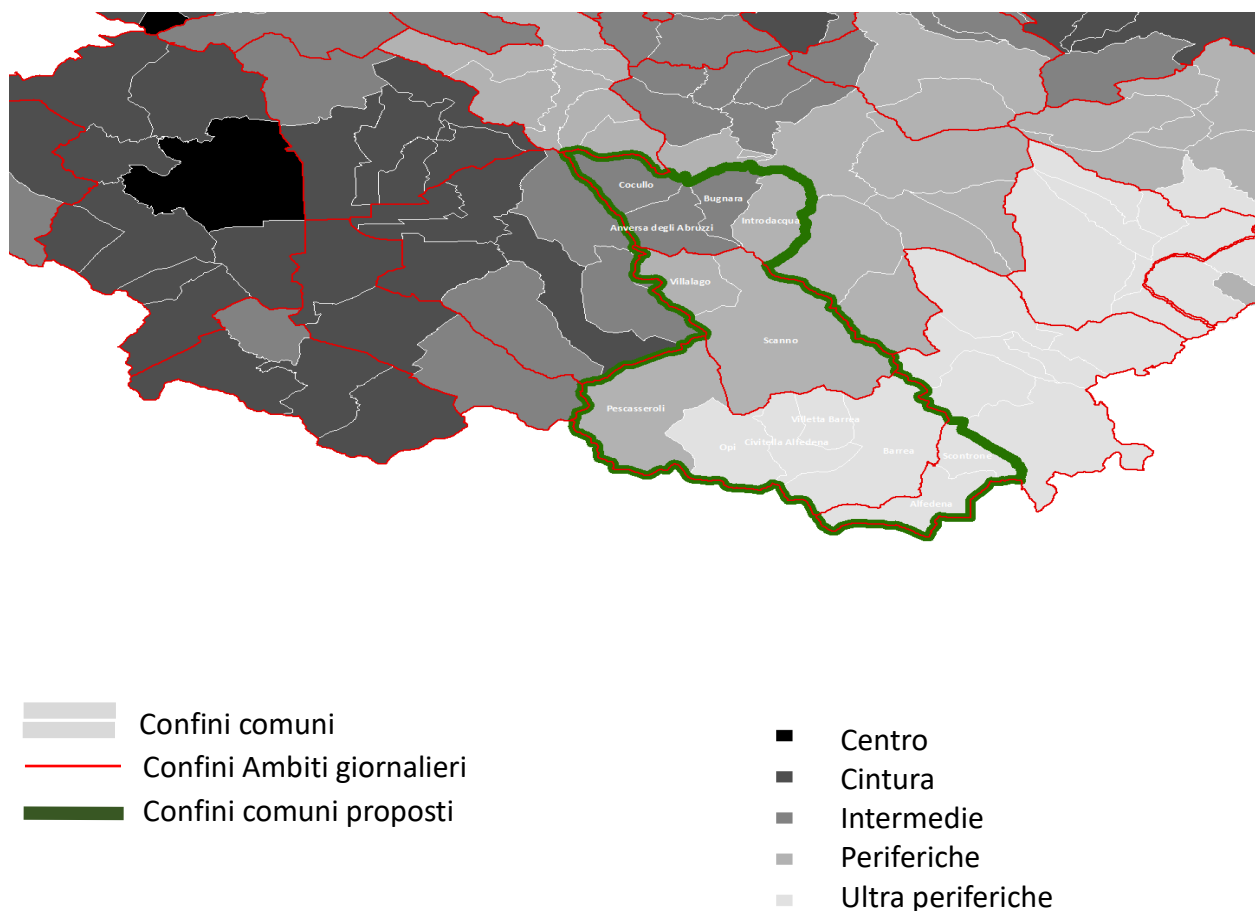 Cocullo
Bugnara
Introdacqua
Anversa degli Abruzzi
Villalago
Scanno
Pescasseroli
Villetta Barrea
Civitella Alfedena
Opi
Barrea
Scontrone
Alfedena
Confini comuni
Confini Ambiti giornalieri
Confini comuni proposti
Centro
Cintura
Intermedie
Periferiche
Ultra periferiche